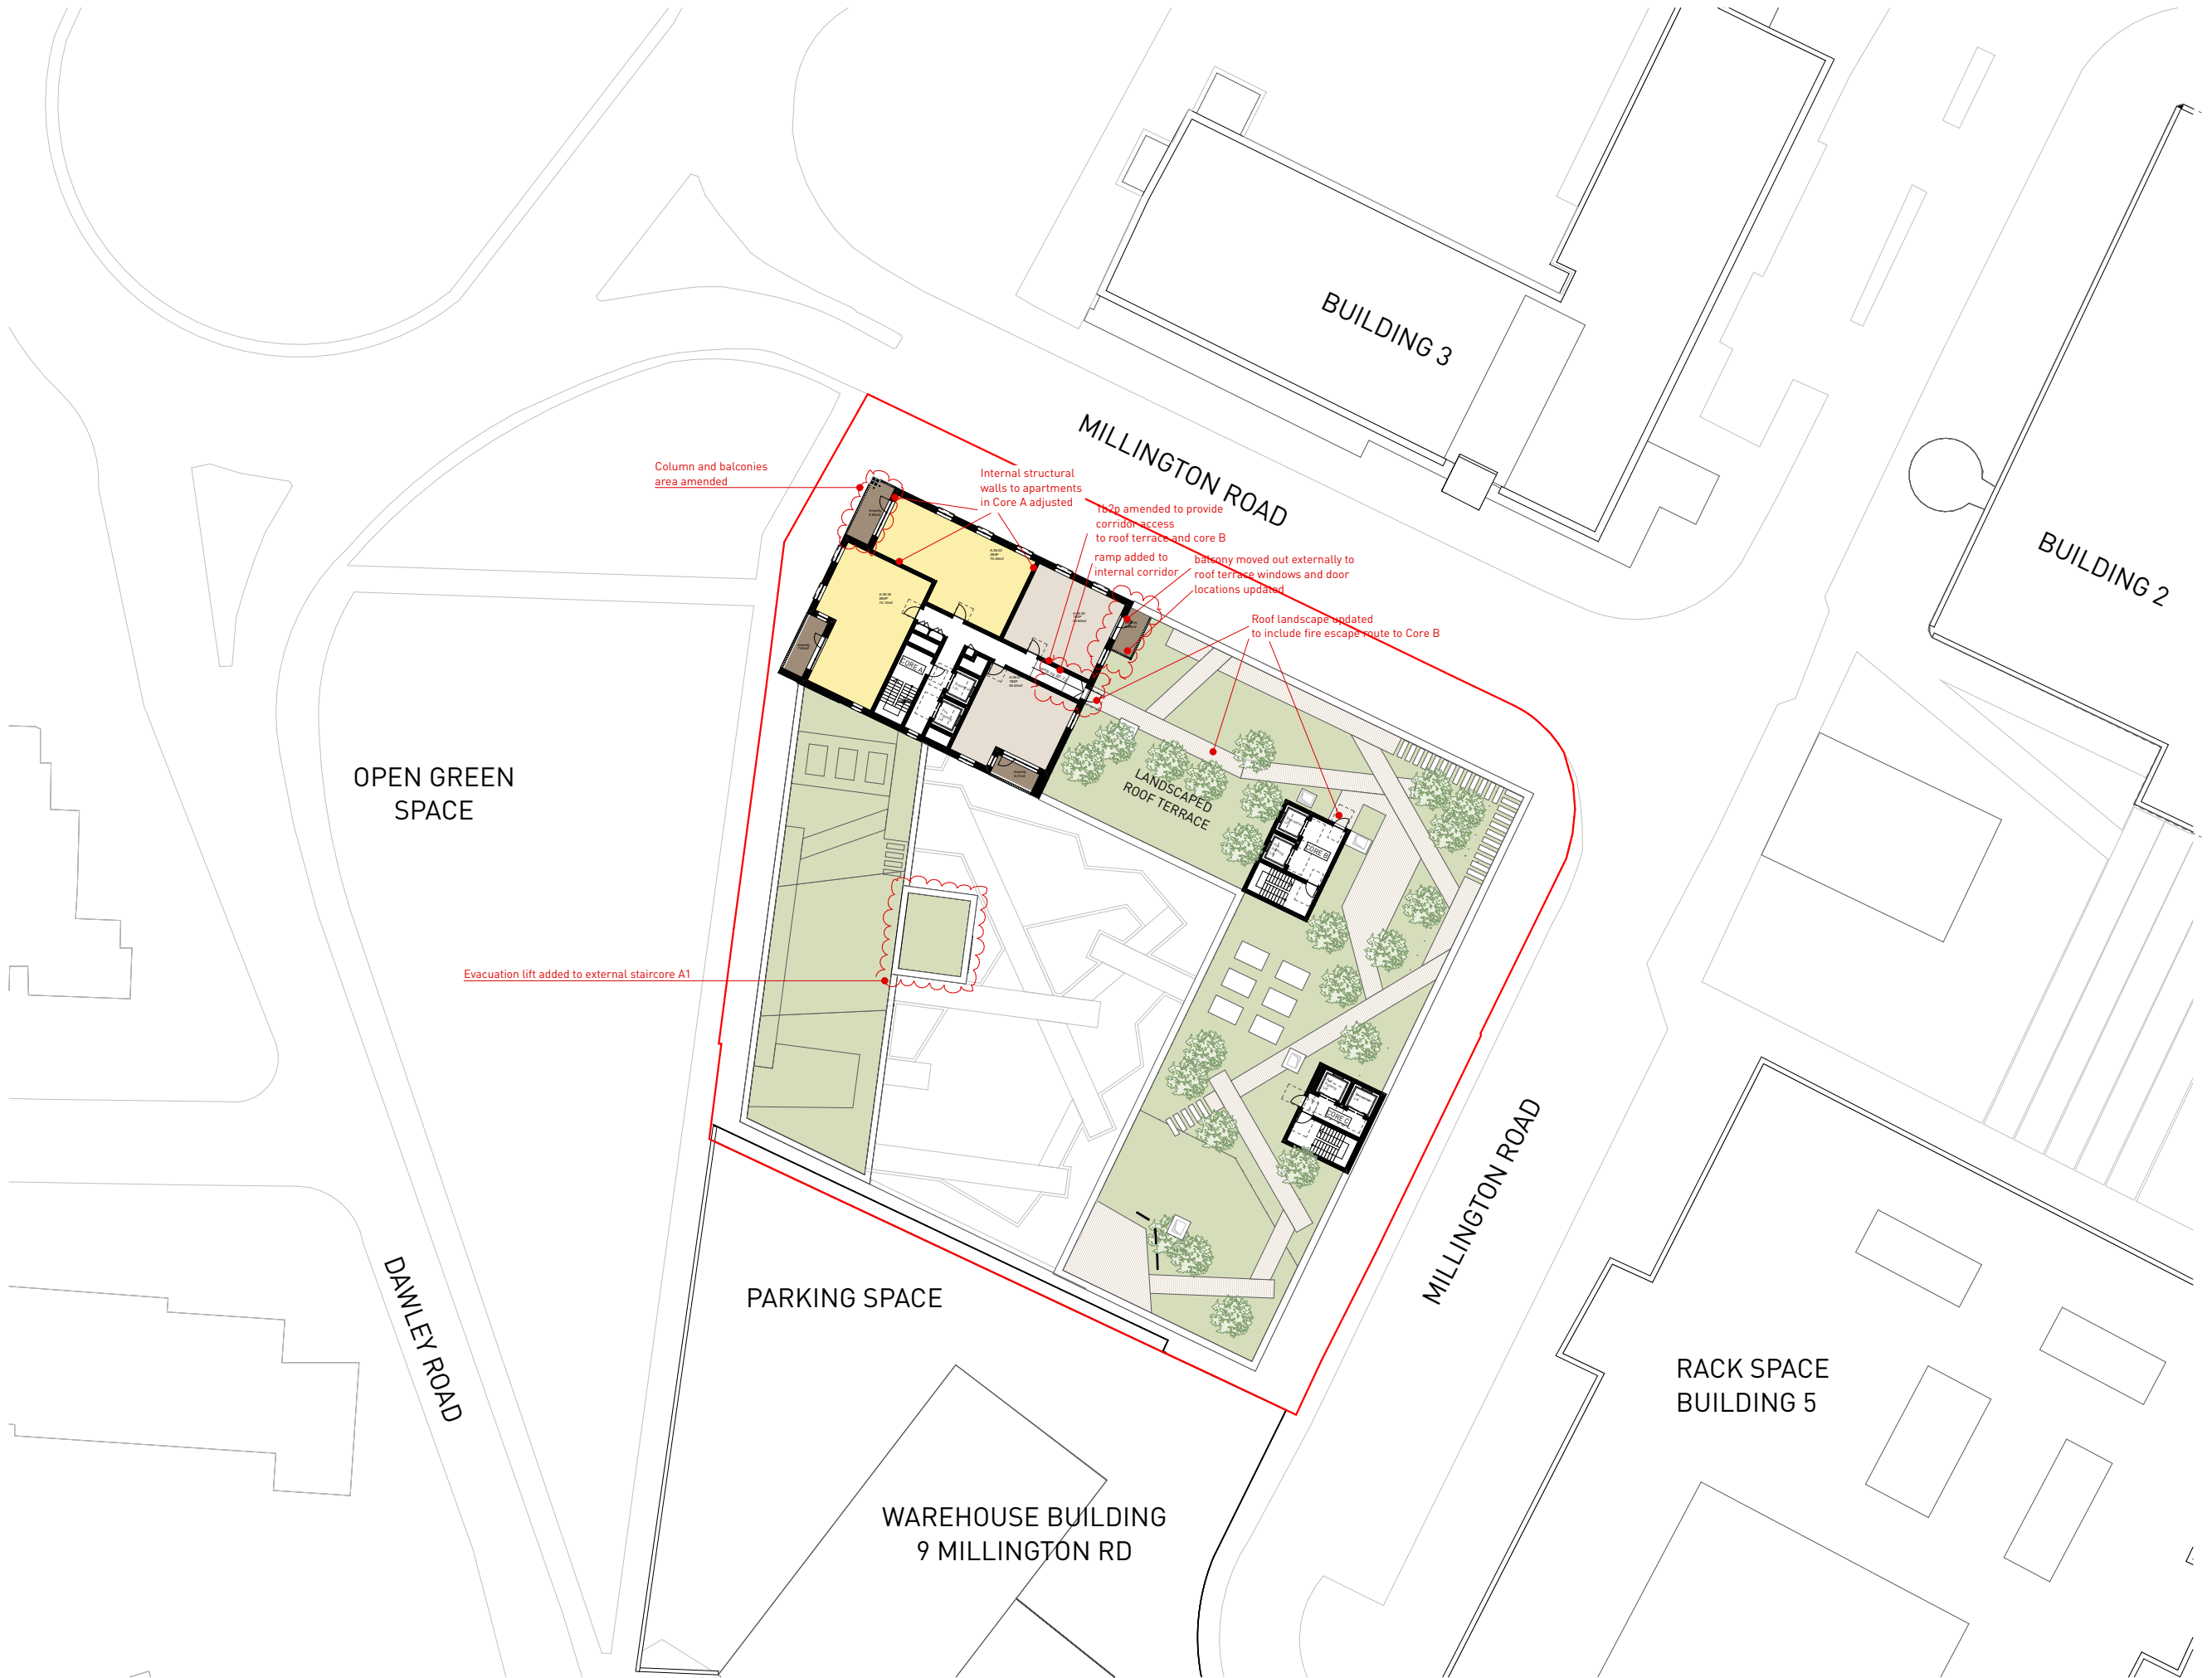 BUILDING 3
MILLINGTON ROAD
BUILDING 2
Column and balconies
area amended
Internal structural
walls to apartments
in Core A adjusted
1b2p amended to provide
corridor access
to roof terrace and core B
ramp added to
internal corridor
balcony moved out externally to
roof terrace windows and door
locations updated
Roof landscape updated
to include fire escape route to Core B
CORE A
OPEN GREEN
SPACE
LANDSCAPED
ROOF TERRACE
CORE B
Evacuation lift added to external staircore A1
CORE C
MILLINGTON ROAD
DAWLEY ROAD
PARKING SPACE
RACK SPACE
BUILDING 5
WAREHOUSE BUILDING
9 MILLINGTON RD